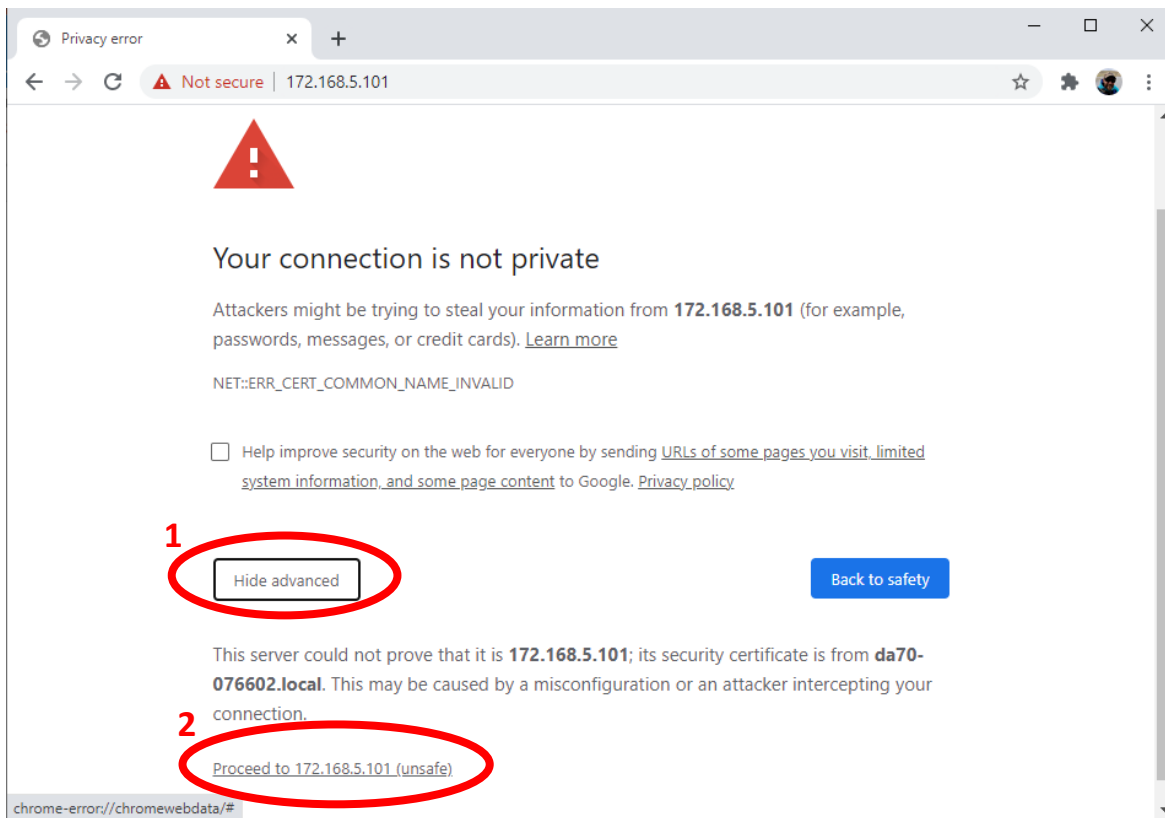 Privacy error
Not secure
172.168.5.101
Your connection is not private
Attackers might be trying to steal your information from 172.168.5.101 (for example,
passwords, messages, or credit cards). Learn more
NET::ERR_CERT_COMMON_NAME_INVALID
Help improve security on the web for everyone by sending URLs of some pages you visit, limited
system information, and some page content to Google. Privacy policy
1
Hide advanced
Back to safety
This server could not prove that it is 172.168.5.101; its security certificate is from da70-
076602.local. This may be caused by a misconfiguration or an attacker intercepting your
connection.
2
Proceed to 172.168.5.101 (unsafe)
chrome-error://chromewebdata/#